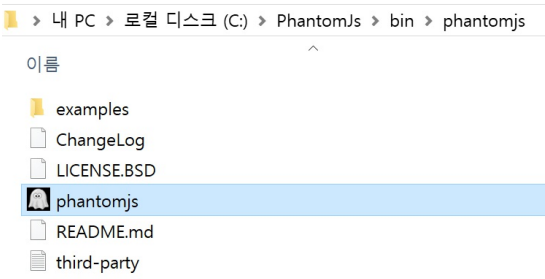 내 PC > 로컬 디스크 (C:) > PhantomJs > bin > phantomjs
이름
examples
ChangeLog
LICENSE.BSD
phantomjs
README.md
third-party